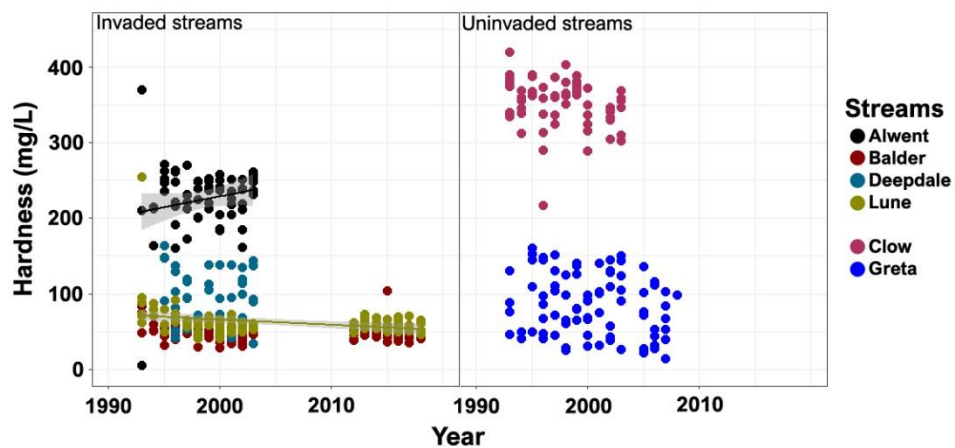 Invaded streams
Uninvaded streams
400
300
200
100
0
Hardness (mg/L)
1990
2000
2010
1990
2000
2010
Year
Streams
Alwent
Balder
Deepdale
Lune
Clow
Greta